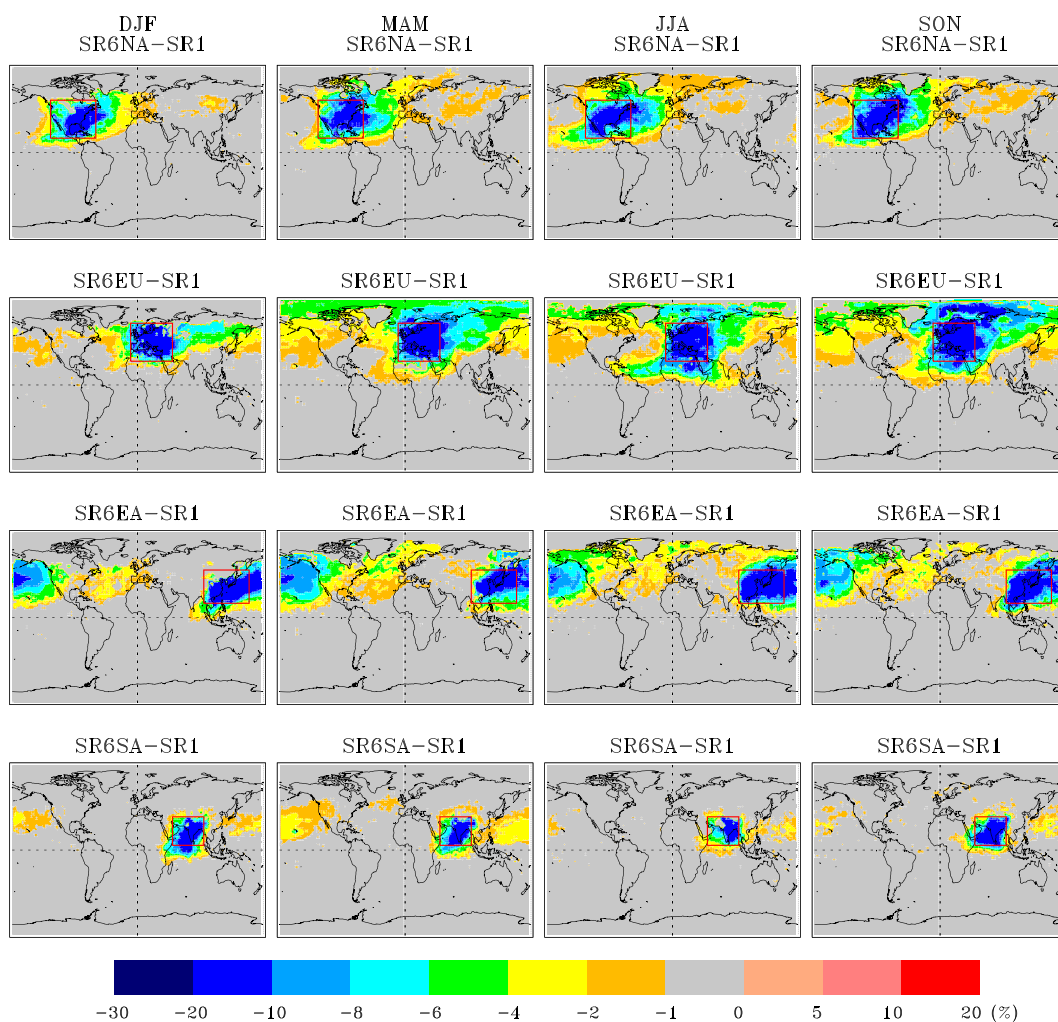 DJF MAM JJA SON
SR6NA-SR1 SR6NA-SR1 SR6NA-SR1 SR6NA-SR1
SR6EU-SR1 SR6EU-SR1 SR6EU-SR1 SR6EU-SR1
SR6EA-SR1 SR6EA-SR1 SR6EA-SR1 SR6EA-SR1
SR6SA-SR1 SR6SA-SR1 SR6SA-SR1 SR6SA-SR1
-30 -20 -10 -8 -6 -4 -2 -1 0 5 10 20 (%)